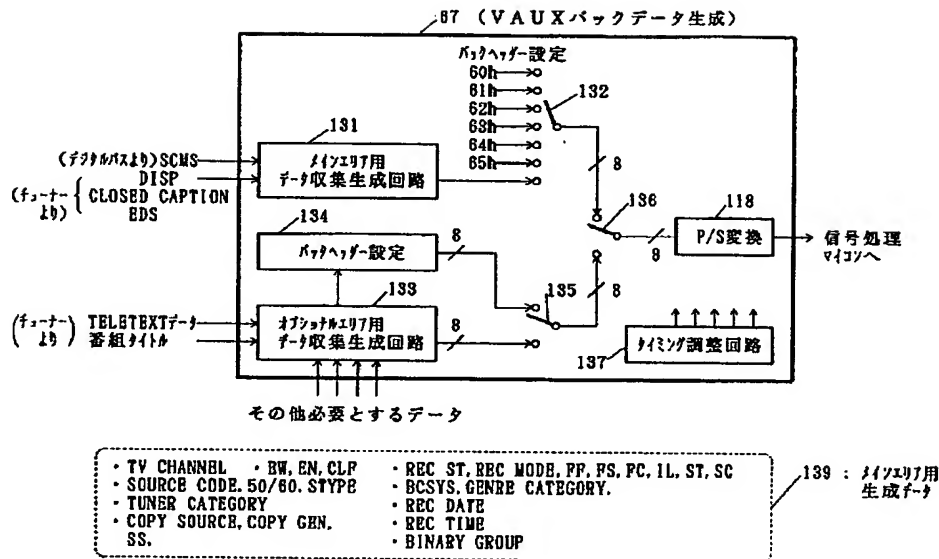 67 (VAUXパックデータ生成)
パックヘッダー設定
60h
61h
62h
63h
64h
65h
132
131
メインエリア用
データ収集生成回路
(デジタルバスより) SCMS
DISP
(チューナーより) CLOSED CAPTION
EDS
8
134
パックヘッダー設定
8
136
118
P/S変換
8
信号処理
マイコンへ
133
オプショナルエリア用
データ収集生成回路
8
135
8
(チューナーより) TELETEXTデータ
番組タイトル
137
タイミング調整回路
その他必要とするデータ
・TV CHANNEL ・BW, EN, CLF
・SOURCE CODE, 50/60, STYPE
・TUNER CATEGORY
・COPY SOURCE, COPY GEN,
SS.
・REC ST, REC MODE, FF, FS, FC, IL, ST, SC
・BCSYS, GENRE CATEGORY.
・REC DATE
・REC TIME
・BINARY GROUP
139 : メインエリア用
生成データ